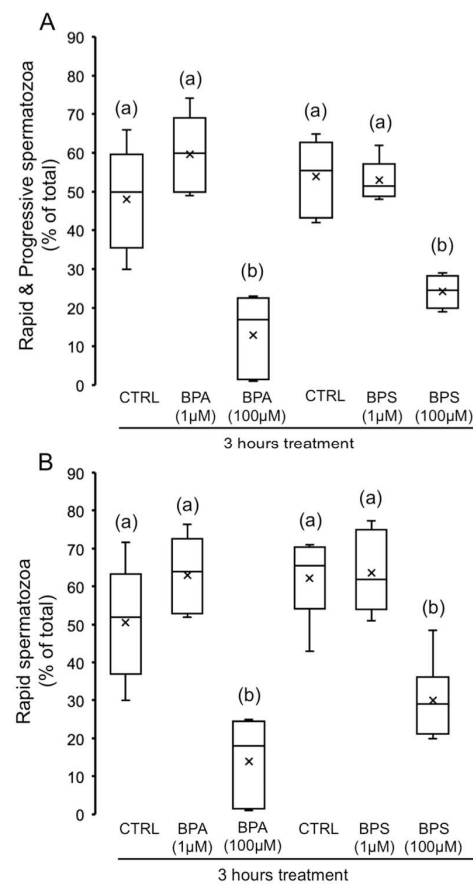 A
Rapid & Progressive spermatozoa
(% of total)
90
80
70
60
50
40
30
20
10
0
(a)
(a)
(b)
(a)
(a)
(b)
CTRL BPA BPA CTRL BPS BPS
(1µM) (100µM) (1µM) (100µM)
3 hours treatment
B
Rapid spermatozoa
(% of total)
90
80
70
60
50
40
30
20
10
0
(a)
(a)
(b)
(a)
(a)
(b)
CTRL BPA BPA CTRL BPS BPS
(1µM) (100µM) (1µM) (100µM)
3 hours treatment